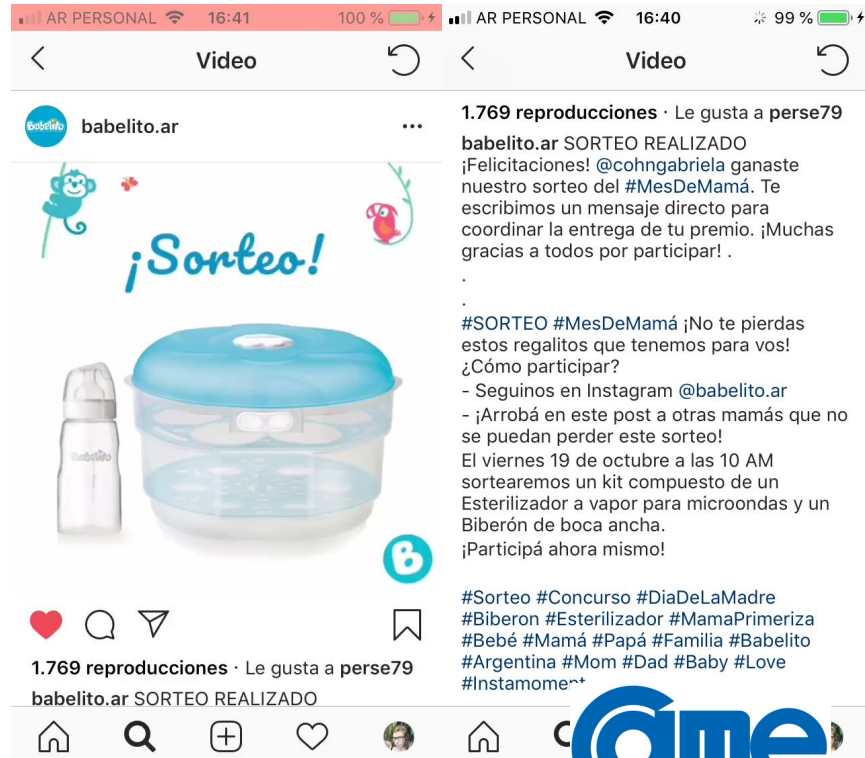 AR PERSONAL 16:41 100 %
Video
Babelito
babelito.ar
¡Sorteo!
Babelito
B
1.769 reproducciones · Le gusta a perse79
babelito.ar SORTEO REALIZADO
AR PERSONAL 16:40 99 %
Video
1.769 reproducciones · Le gusta a perse79
babelito.ar SORTEO REALIZADO
¡Felicitaciones! @cohngabriela ganaste
nuestro sorteo del #MesDeMamá. Te
escribimos un mensaje directo para
coordinar la entrega de tu premio. ¡Muchas
gracias a todos por participar! .
.
.
#SORTEO #MesDeMamá ¡No te pierdas
estos regalitos que tenemos para vos!
¿Cómo participar?
- Seguinos en Instagram @babelito.ar
- ¡Arrobá en este post a otras mamás que no
se puedan perder este sorteo!
El viernes 19 de octubre a las 10 AM
sortearemos un kit compuesto de un
Esterilizador a vapor para microondas y un
Biberón de boca ancha.
¡Participá ahora mismo!
#Sorteo #Concurso #DiaDeLaMadre
#Biberon #Esterilizador #MamaPrimeriza
#Bebé #Mamá #Papá #Familia #Babelito
#Argentina #Mom #Dad #Baby #Love
#Instamoment
Came